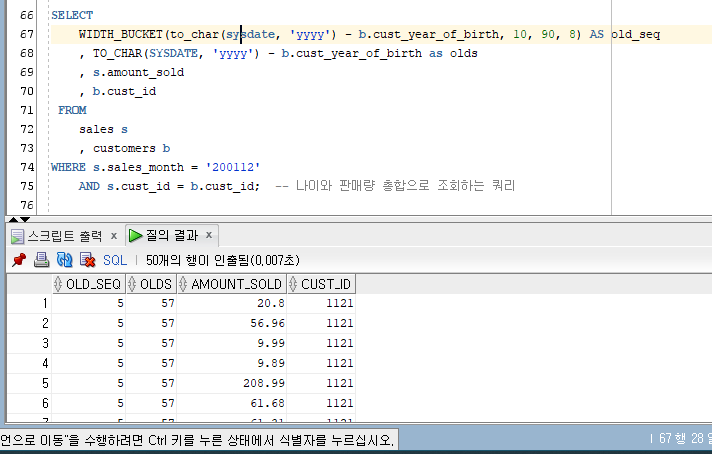 66 SELECT
67 WIDTH_BUCKET(to_char(sysdate, 'yyyy') - b.cust_year_of_birth, 10, 90, 8) AS old_seq
68 , TO_CHAR(SYSDATE, 'yyyy') - b.cust_year_of_birth as olds
69 , s.amount_sold
70 , b.cust_id
71 FROM
72 sales s
73 , customers b
74 WHERE s.sales_month = '200112'
75 AND s.cust_id = b.cust_id; -- 나이와 판매량 총합으로 조회하는 쿼리
76
스크립트 출력 x 질의 결과 x
SQL | 50개의 행이 인출됨(0,007초)
OLD_SEQ OLDS AMOUNT_SOLD CUST_ID
1 5 57 20.8 1121
2 5 57 56.96 1121
3 5 57 9.99 1121
4 5 57 9.89 1121
5 5 57 208.99 1121
6 5 57 61.68 1121
언으로 이동"을 수행하려면 Ctrl 키를 누른 상태에서 식별자를 누르십시오.
| 67 행 28